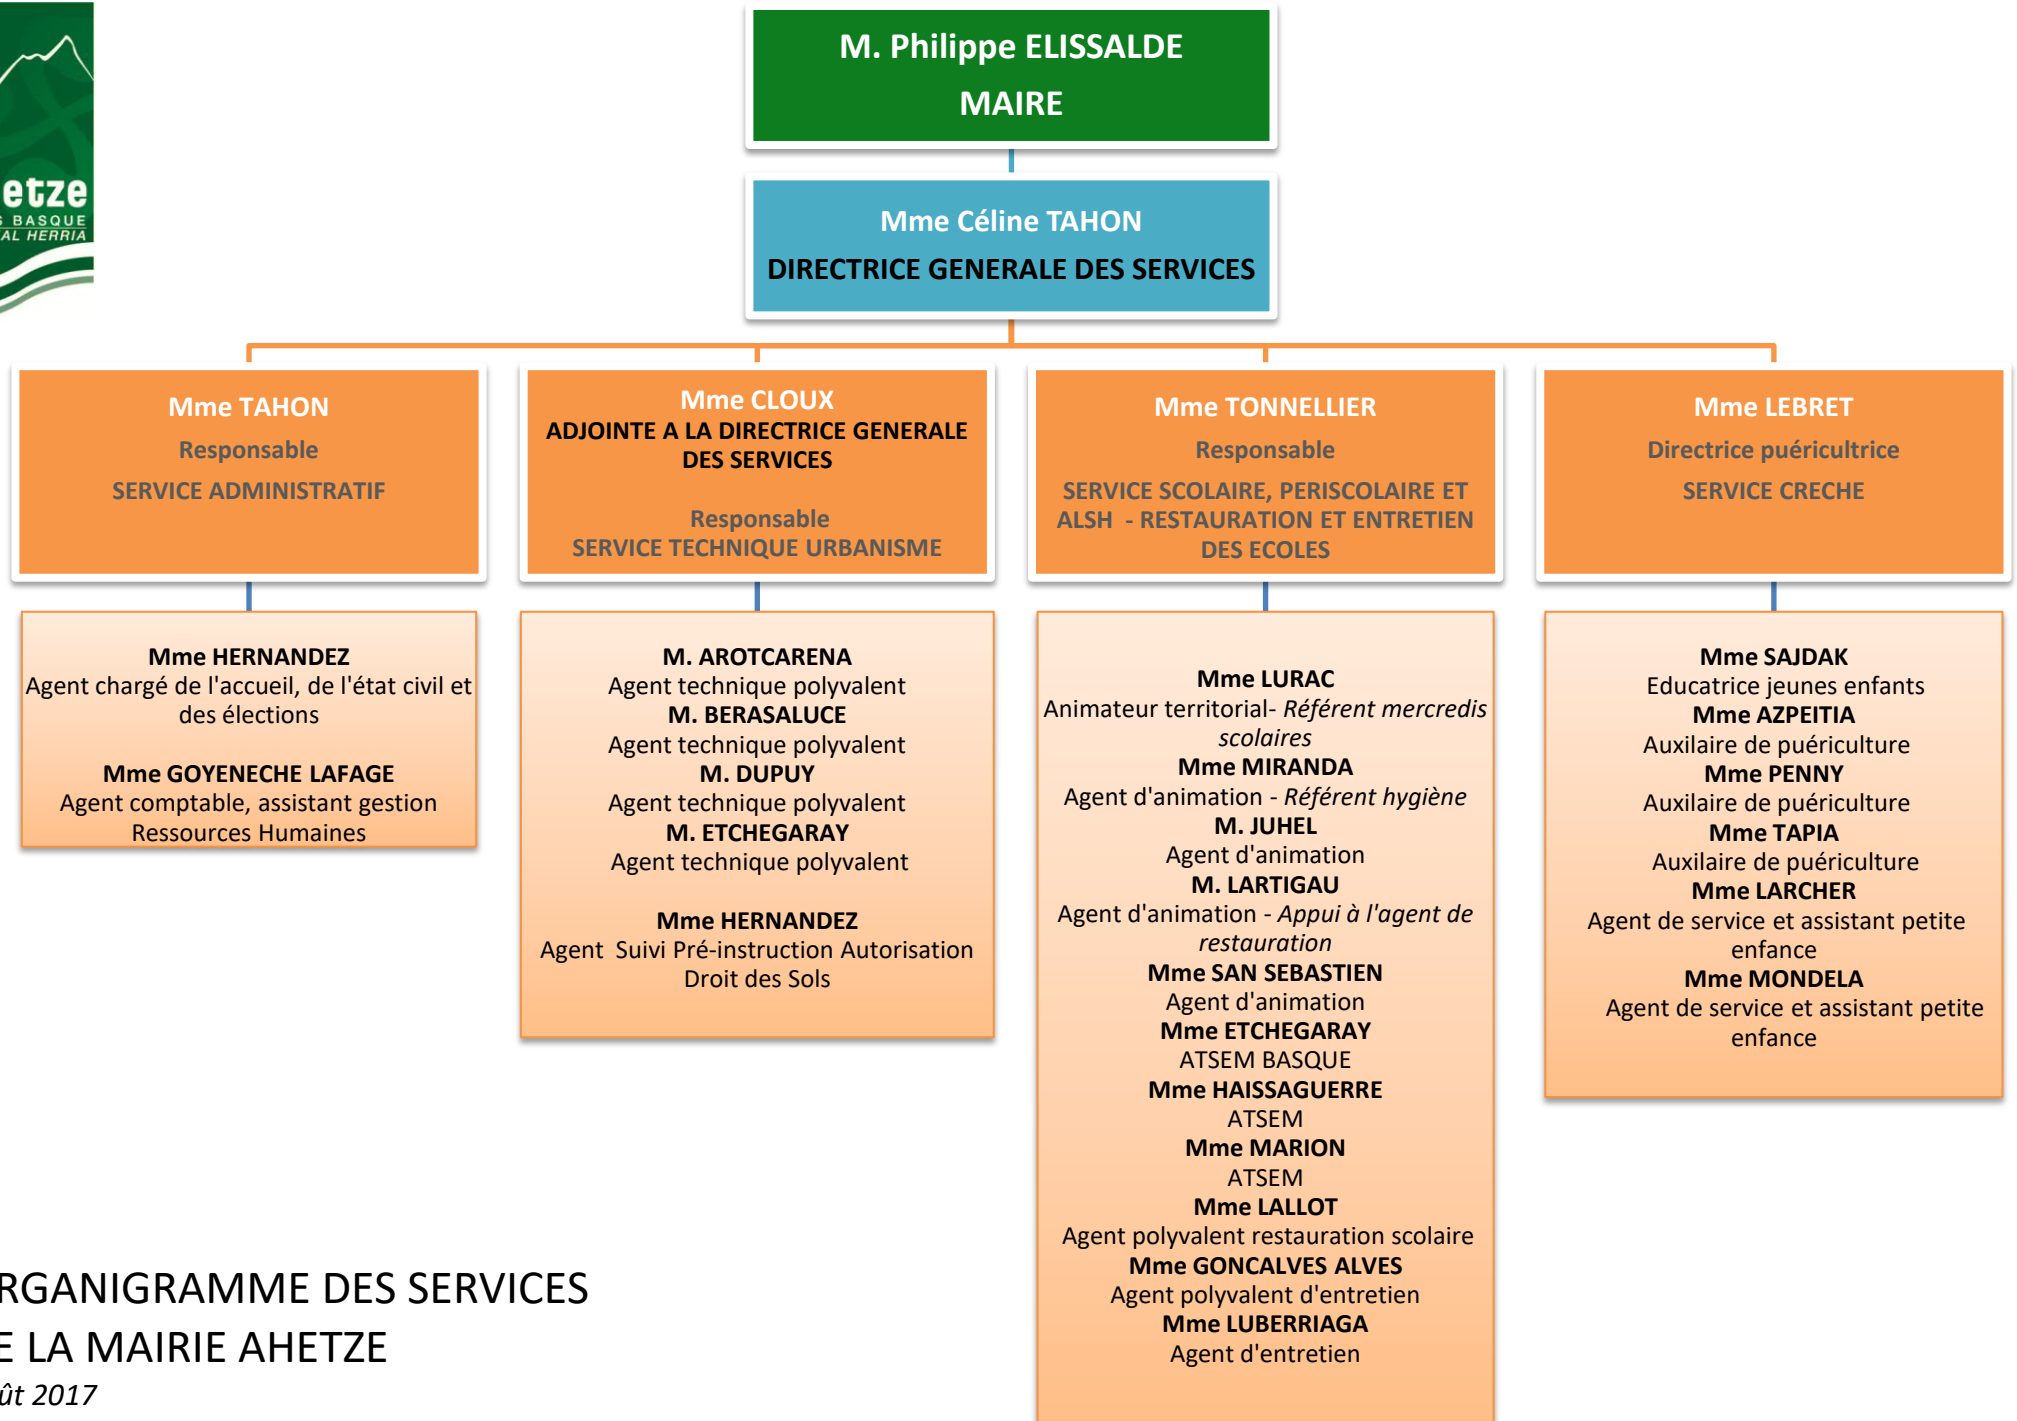 etze
S BASQUE
AL HERRIA
M. Philippe ELISSALDE
MAIRE
Mme Céline TAHON
DIRECTRICE GENERALE DES SERVICES
Mme TAHON
Responsable
SERVICE ADMINISTRATIF
Mme CLOUX
ADJOINTE A LA DIRECTRICE GENERALE
DES SERVICES
Responsable
SERVICE TECHNIQUE URBANISME
Mme TONNELLIER
Responsable
SERVICE SCOLAIRE, PERISCOLAIRE ET
ALSH - RESTAURATION ET ENTRETIEN
DES ECOLES
Mme LEBRET
Directrice puéricultrice
SERVICE CRECHE
Mme HERNANDEZ
Agent chargé de l'accueil, de l'état civil et
des élections
Mme GOYENECHE LAFAGE
Agent comptable, assistant gestion
Ressources Humaines
M. AROTCARENA
Agent technique polyvalent
M. BERASALUCE
Agent technique polyvalent
M. DUPUY
Agent technique polyvalent
M. ETCHEGARAY
Agent technique polyvalent
Mme HERNANDEZ
Agent Suivi Pré-instruction Autorisation
Droit des Sols
Mme LURAC
Animateur territorial- Référent mercredis
scolaires
Mme MIRANDA
Agent d'animation - Référent hygiène
M. JUHEL
Agent d'animation
M. LARTIGAU
Agent d'animation - Appui à l'agent de
restauration
Mme SAN SEBASTIEN
Agent d'animation
Mme ETCHEGARAY
ATSEM BASQUE
Mme HAISSAGUERRE
ATSEM
Mme MARION
ATSEM
Mme LALLOT
Agent polyvalent restauration scolaire
Mme GONCALVES ALVES
Agent polyvalent d'entretien
Mme LUBERRIAGA
Agent d'entretien
Mme SAJDAK
Educatrice jeunes enfants
Mme AZPEITIA
Auxilaire de puériculture
Mme PENNY
Auxilaire de puériculture
Mme TAPIA
Auxilaire de puériculture
Mme LARCHER
Agent de service et assistant petite
enfance
Mme MONDELA
Agent de service et assistant petite
enfance
RGANIGRAMME DES SERVICES
E LA MAIRIE AHETZE
ût 2017